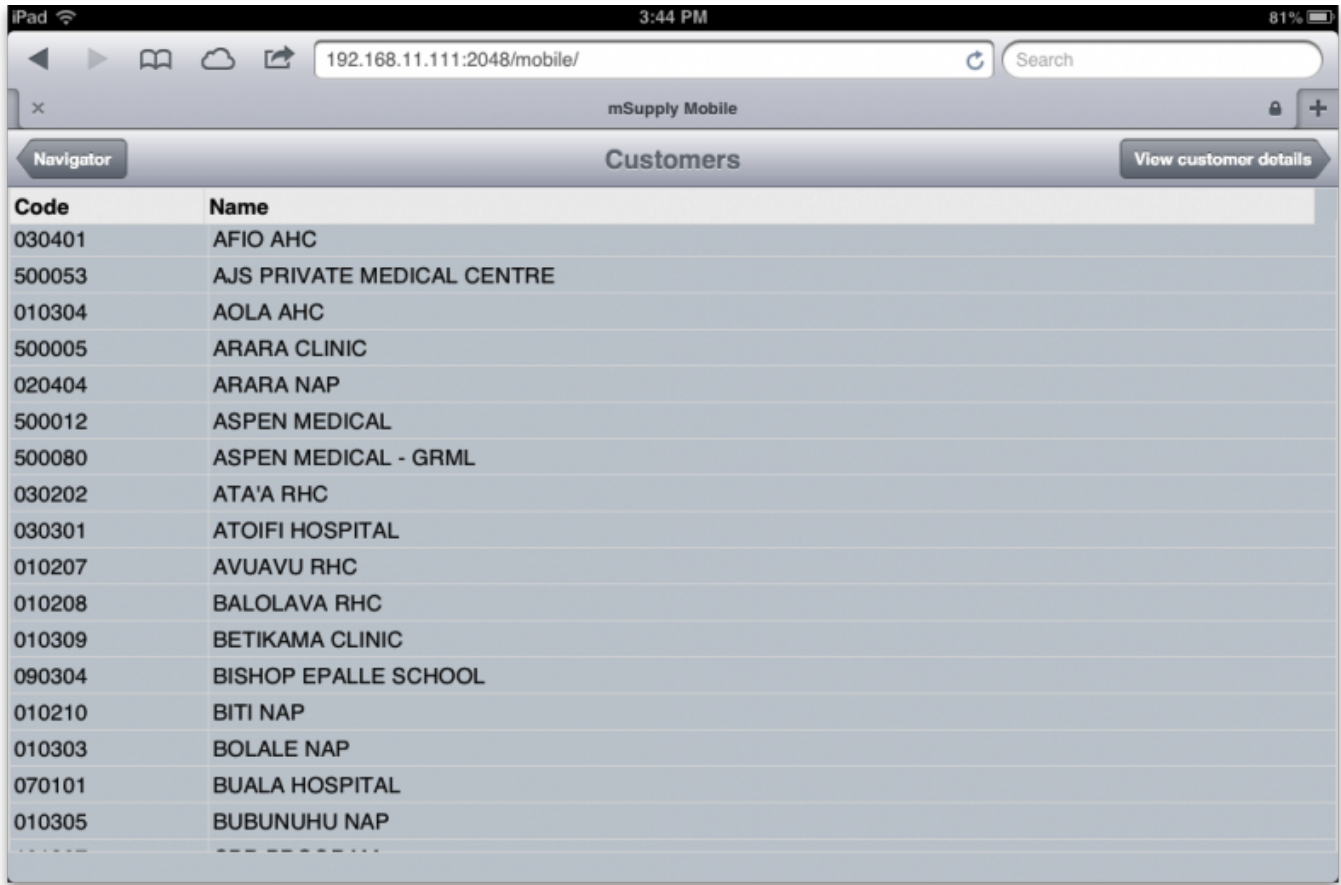 iPad 3:44 PM 81%
192.168.11.111:2048/mobile/ Search
mSupply Mobile
Navigator Customers View customer details
Code Name
030401 AFIO AHC
500053 AJS PRIVATE MEDICAL CENTRE
010304 AOLA AHC
500005 ARARA CLINIC
020404 ARARA NAP
500012 ASPEN MEDICAL
500080 ASPEN MEDICAL - GRML
030202 ATA'A RHC
030301 ATOIFI HOSPITAL
010207 AVUAVU RHC
010208 BALOLAVA RHC
010309 BETIKAMA CLINIC
090304 BISHOP EPALLE SCHOOL
010210 BITI NAP
010303 BOLALE NAP
070101 BUALA HOSPITAL
010305 BUBUNUHU NAP